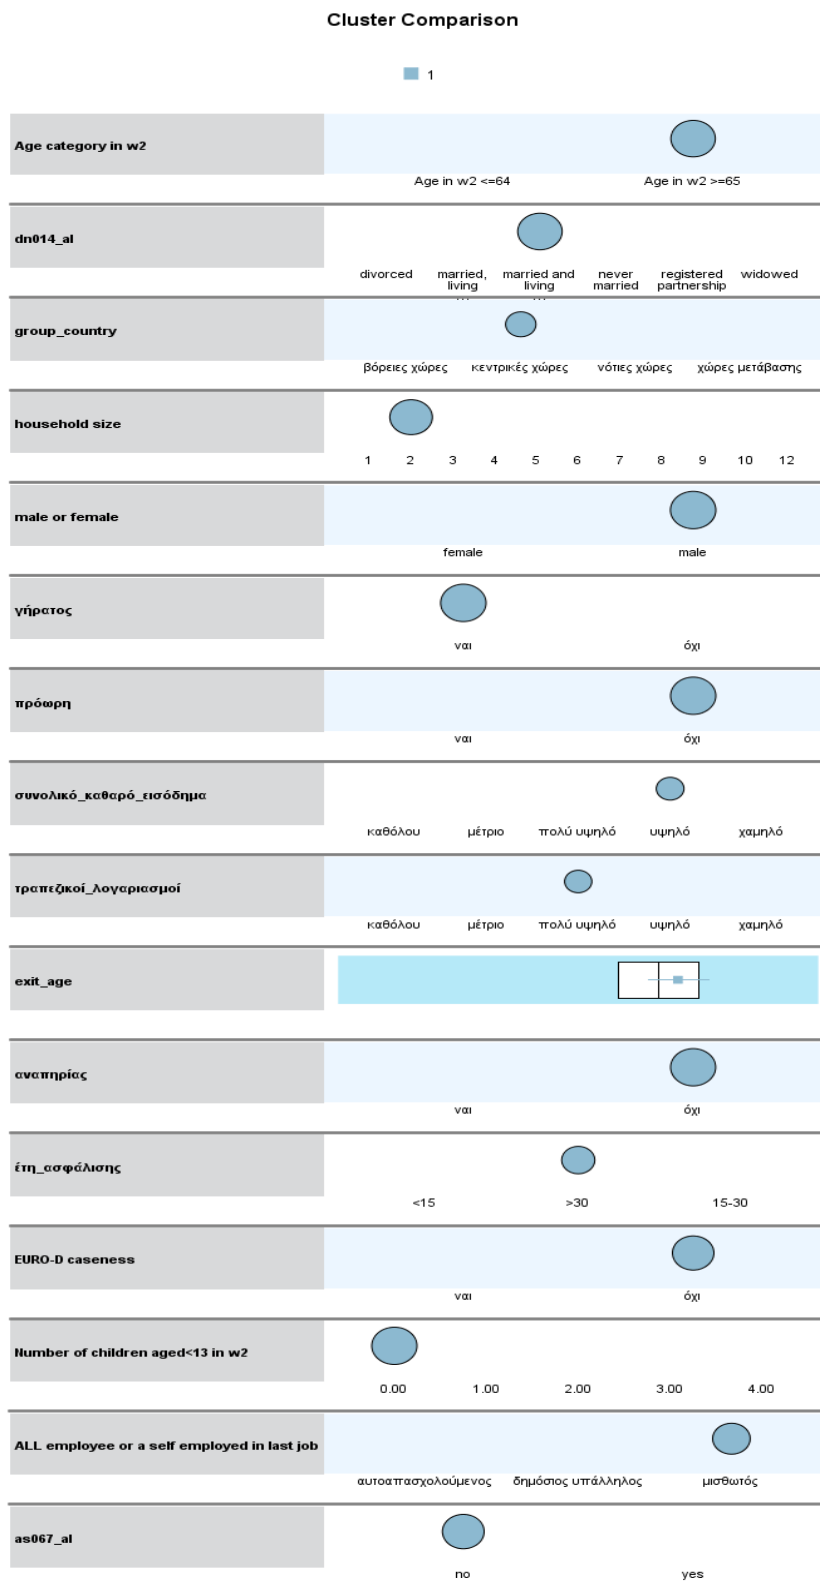 Cluster Comparison
1
Age category in w2
Age in w2 <=64 Age in w2 >=65
dn014_al
divorced married, living ... married and living ... never married registered partnership widowed
group_country
βόρειες χώρες κεντρικές χώρες νότιες χώρες χώρες μετάβασης
household size
1 2 3 4 5 6 7 8 9 10 12
male or female
female male
γήρατος
ναι όχι
πρόωρη
ναι όχι
συνολικό_καθαρό_εισόδημα
καθόλου μέτριο πολύ υψηλό υψηλό χαμηλό
τραπεζικοί_λογαριασμοί
καθόλου μέτριο πολύ υψηλό υψηλό χαμηλό
exit_age
αναπηρίας
ναι όχι
έτη_ασφάλισης
<15 >30 15-30
EURO-D caseness
ναι όχι
Number of children aged<13 in w2
0.00 1.00 2.00 3.00 4.00
ALL employee or a self employed in last job
αυτοαπασχολούμενος δημόσιος υπάλληλος μισθωτός
as067_al
no yes